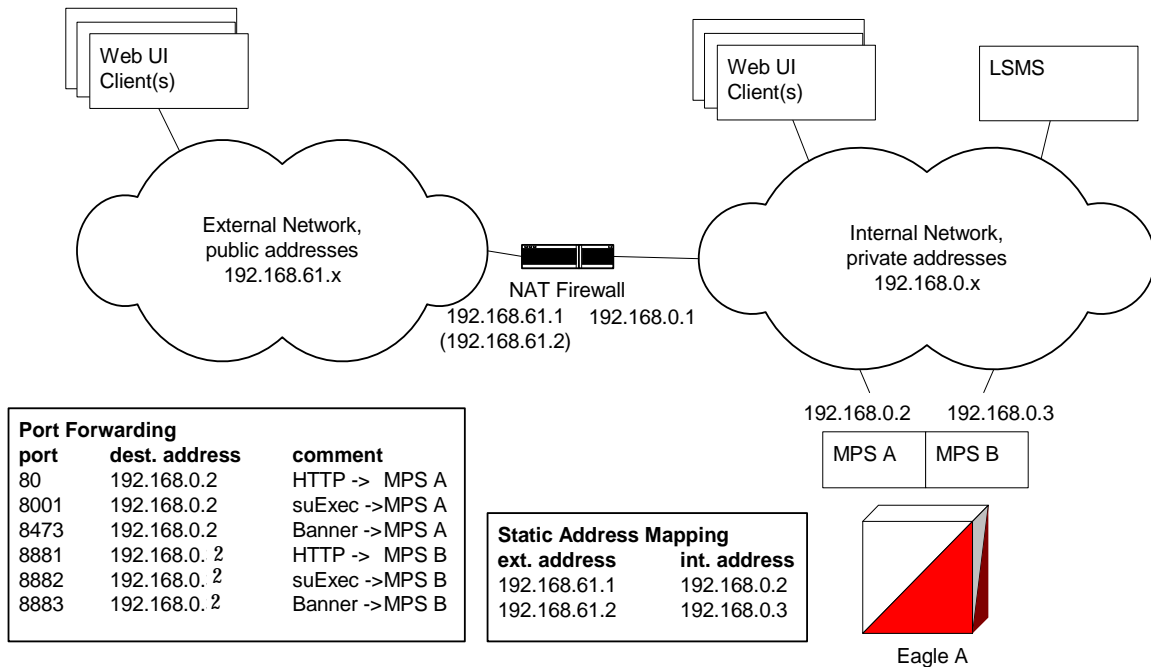 Web UI
Client(s)
Web UI
Client(s)
LSMS
External Network,
public addresses
192.168.61.x
Internal Network,
private addresses
192.168.0.x
NAT Firewall
192.168.61.1 192.168.0.1
(192.168.61.2)
192.168.0.2 192.168.0.3
MPS A MPS B
Port Forwarding
port dest. address comment
80 192.168.0.2 HTTP -> MPS A
8001 192.168.0.2 suExec ->MPS A
8473 192.168.0.2 Banner ->MPS A
8881 192.168.0. 2 HTTP -> MPS B
8882 192.168.0. 2 suExec ->MPS B
8883 192.168.0. 2 Banner ->MPS B
Static Address Mapping
ext. address int. address
192.168.61.1 192.168.0.2
192.168.61.2 192.168.0.3
Eagle A